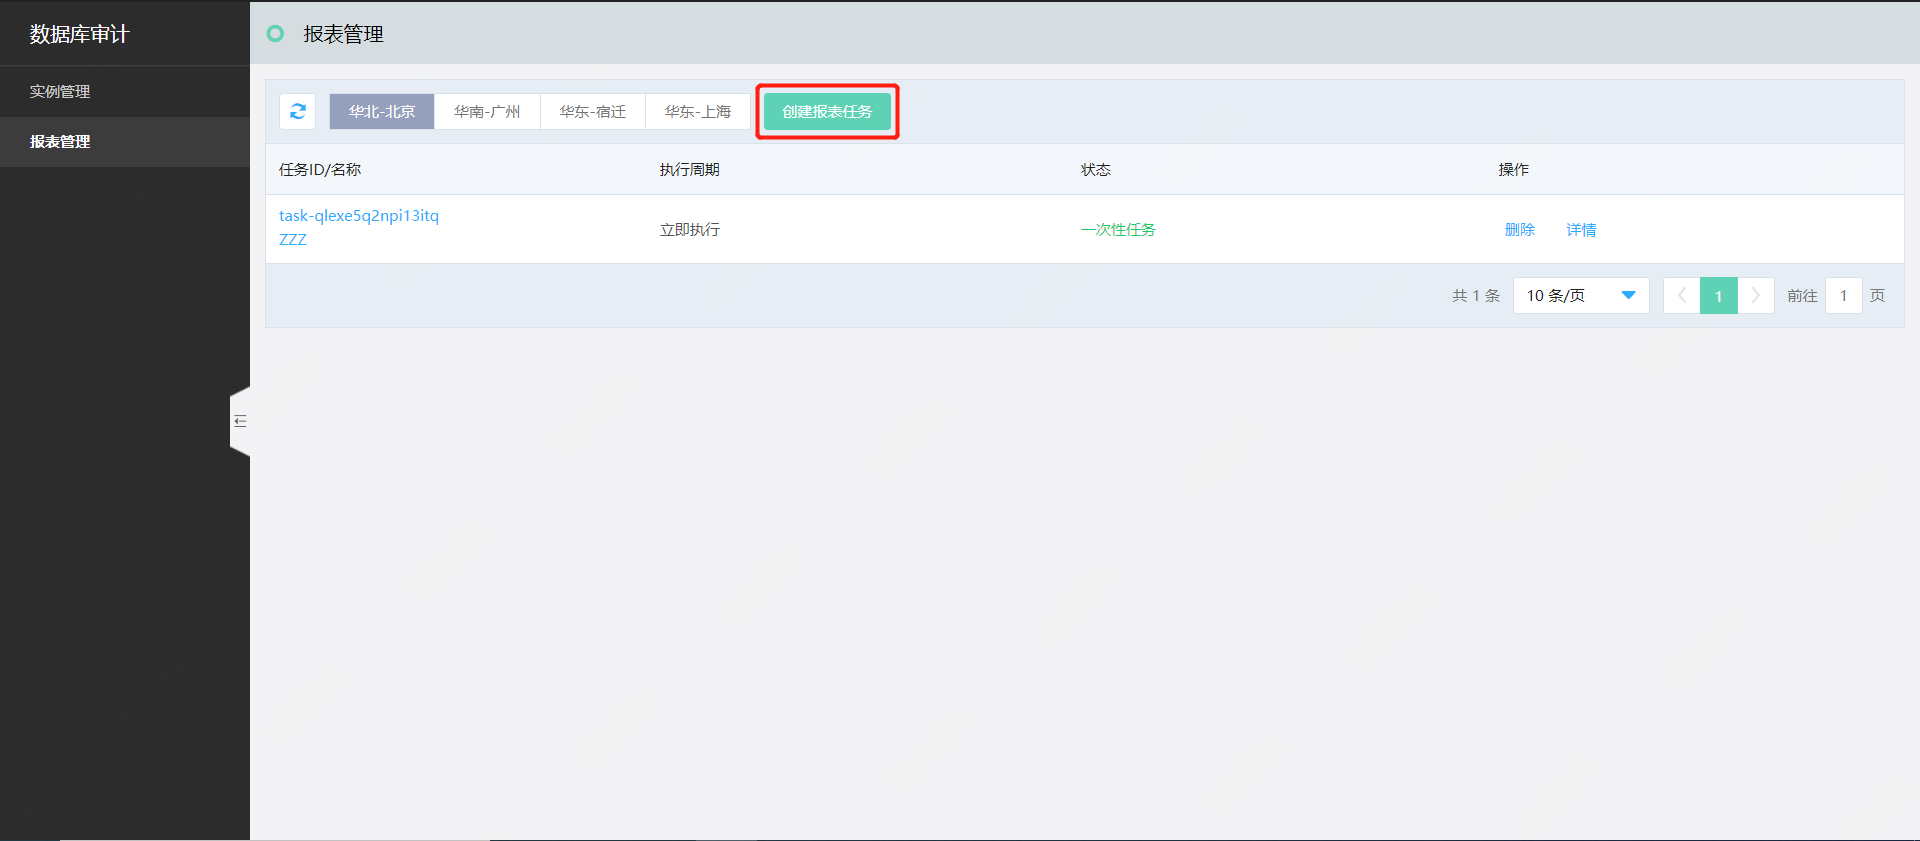 数据库审计
实例管理
报表管理
报表管理
华北-北京 华南-广州 华东-宿迁 华东-上海 创建报表任务
任务ID/名称 执行周期 状态 操作
task-qlexe5q2npi13itq
ZZZ
立即执行 一次性任务 删除 详情
共 1 条 10 条/页 1 前往 1 页